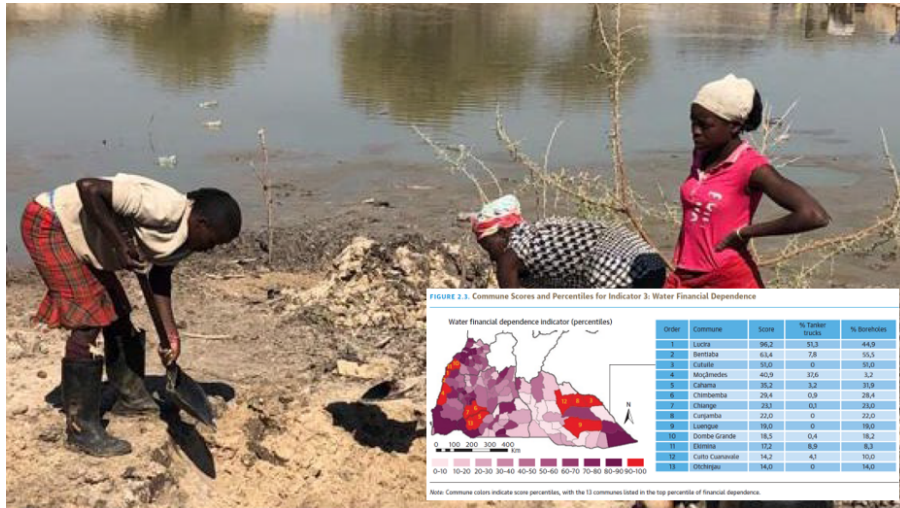 FIGURE 2.3. Commune Scores and Percentiles for Indicator 3: Water Financial Dependence
Water financial dependence indicator (percentiles)
N
0 100 200 300 400
Km
0-10 10-20 20-30 30-40 40-50 50-60 60-70 70-80 80-90 90-100
Order Commune Score % Tanker trucks % Boreholes
1 Lucira 96,2 51,3 44,9
2 Bentiaba 63,4 7,8 55,5
3 51,0 0 51,0
4 Moçâmedes 40,9 37,6 3,2
5 Cahama 35,2 3,2 31,9
6 Chimbemba 29,4 0,9 28,4
7 Chiange 23,1 0,1 23,0
8 Cunjamba 22,0 0 22,0
9 Luengue 19,0 0 19,0
10 Dombe Grande 18,5 0,4 18,2
11 Ekimina 17,2 8,9 8,3
12 Cuito Cuanavale 14,2 4,1 10,0
13 Otchinjau 14,0 0 14,0
Note: Commune colors indicate score percentiles, with the 13 communes listed in the top percentile of financial dependence.